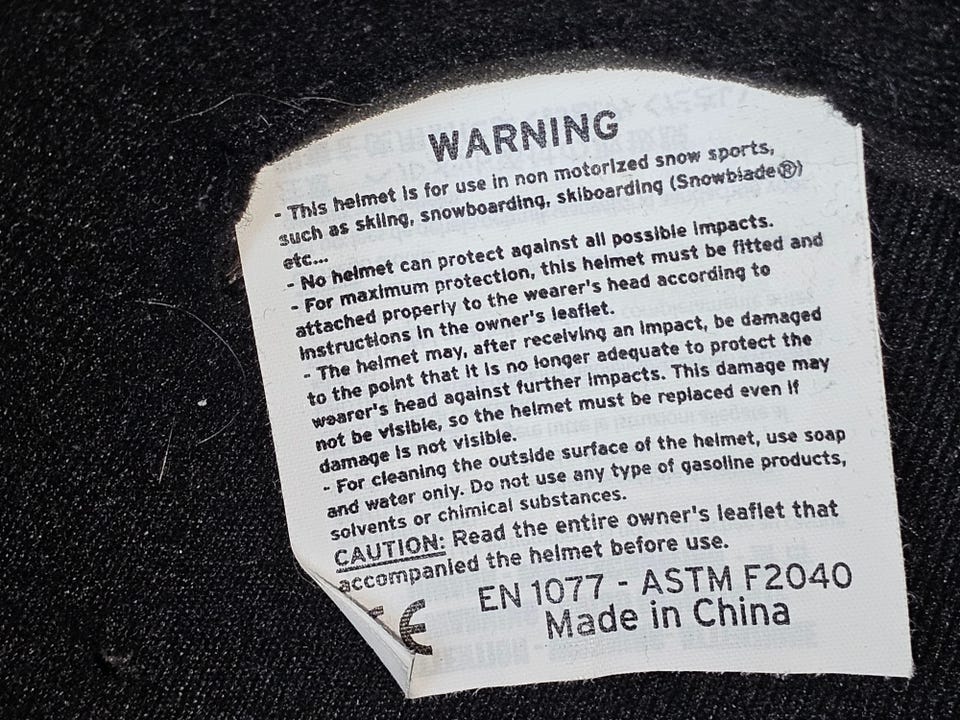 WARNING
- This helmet is for use in non motorized snow sports,
such as skiing, snowboarding, skiboarding (Snowblade®)
etc...
- No helmet can protect against all possible impacts.
- For maximum protection, this helmet must be fitted and
attached properly to the wearer's head according to
instructions in the owner's leaflet.
- The helmet may, after receiving an impact, be damaged
to the point that it is no longer adequate to protect the
wearer's head against further impacts. This damage may
not be visible, so the helmet must be replaced even if
damage is not visible.
- For cleaning the outside surface of the helmet, use soap
and water only. Do not use any type of gasoline products,
solvents or chimical substances.
CAUTION: Read the entire owner's leaflet that
accompanied the helmet before use.
CE EN 1077 - ASTM F2040
Made in China